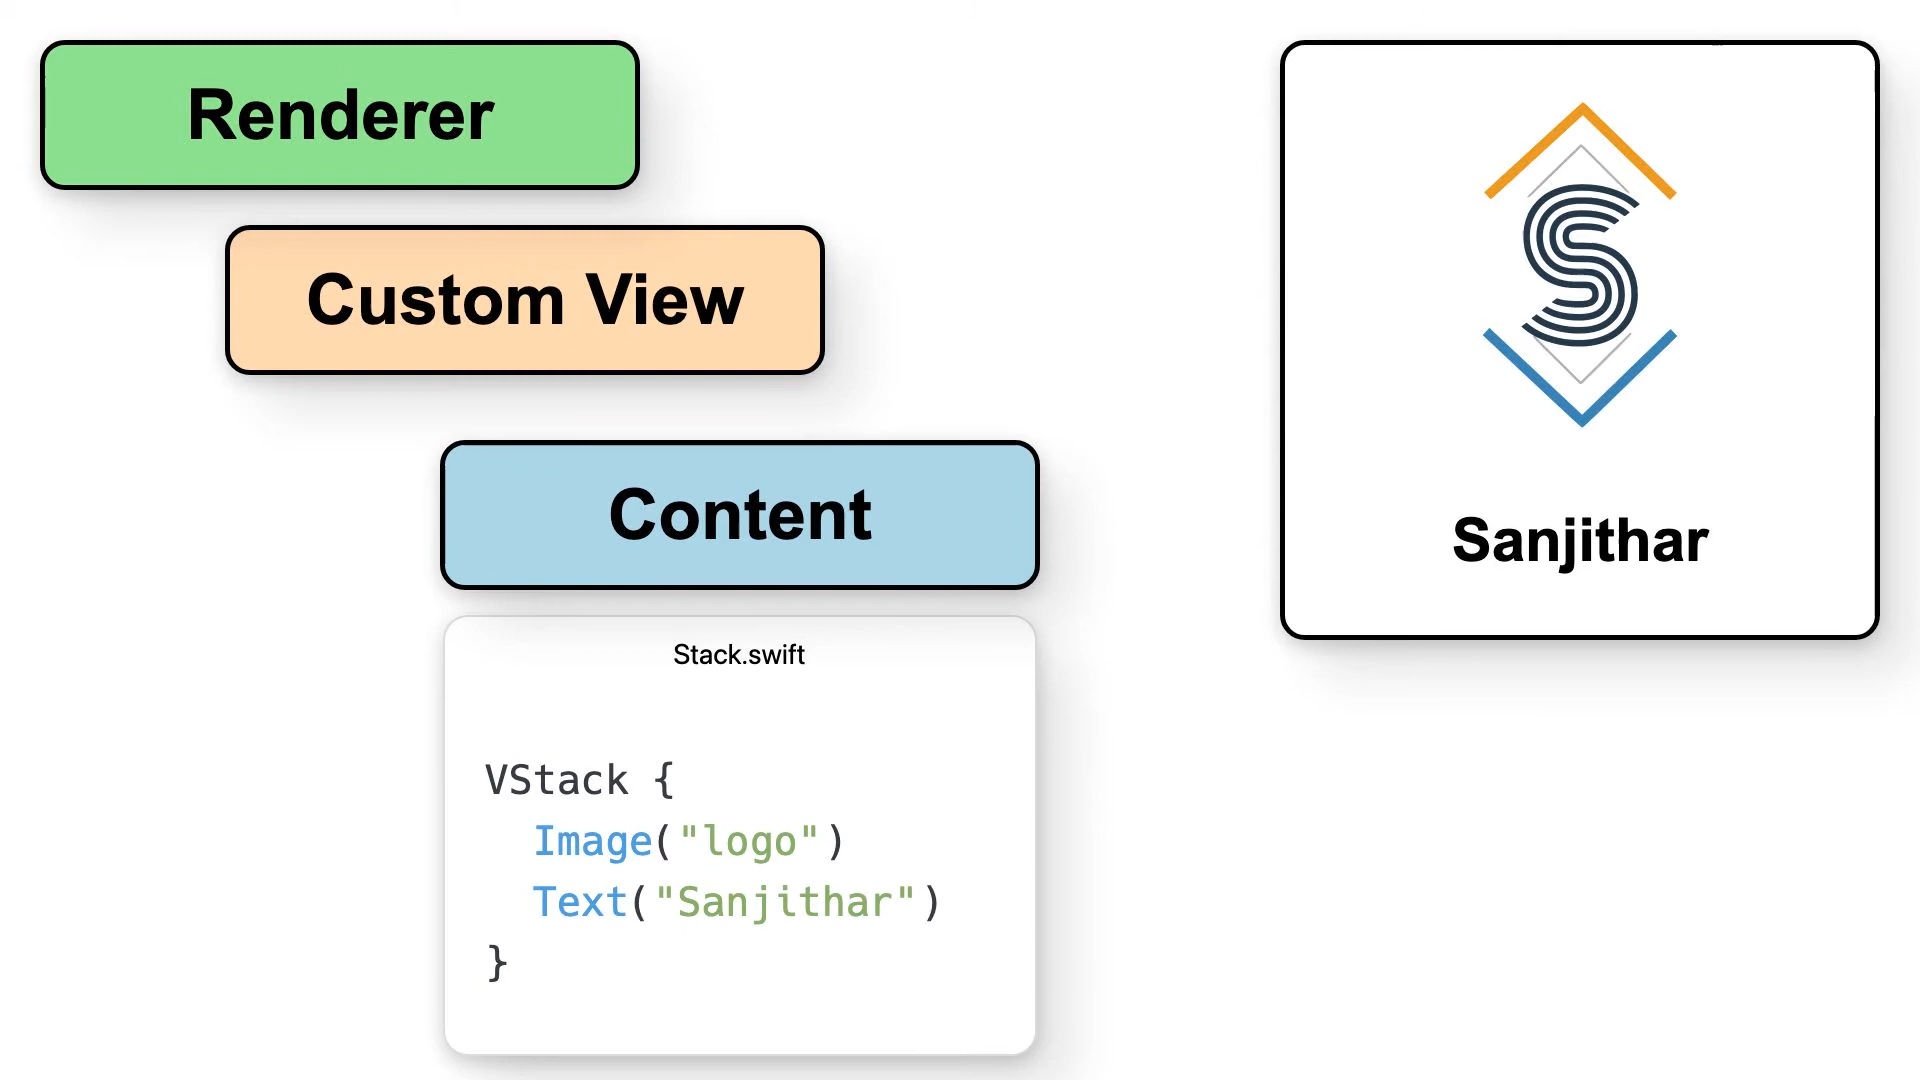 Renderer
Custom View
Content
Stack.swift
VStack {
  Image("logo")
  Text("Sanjithar")
}
S
Sanjithar